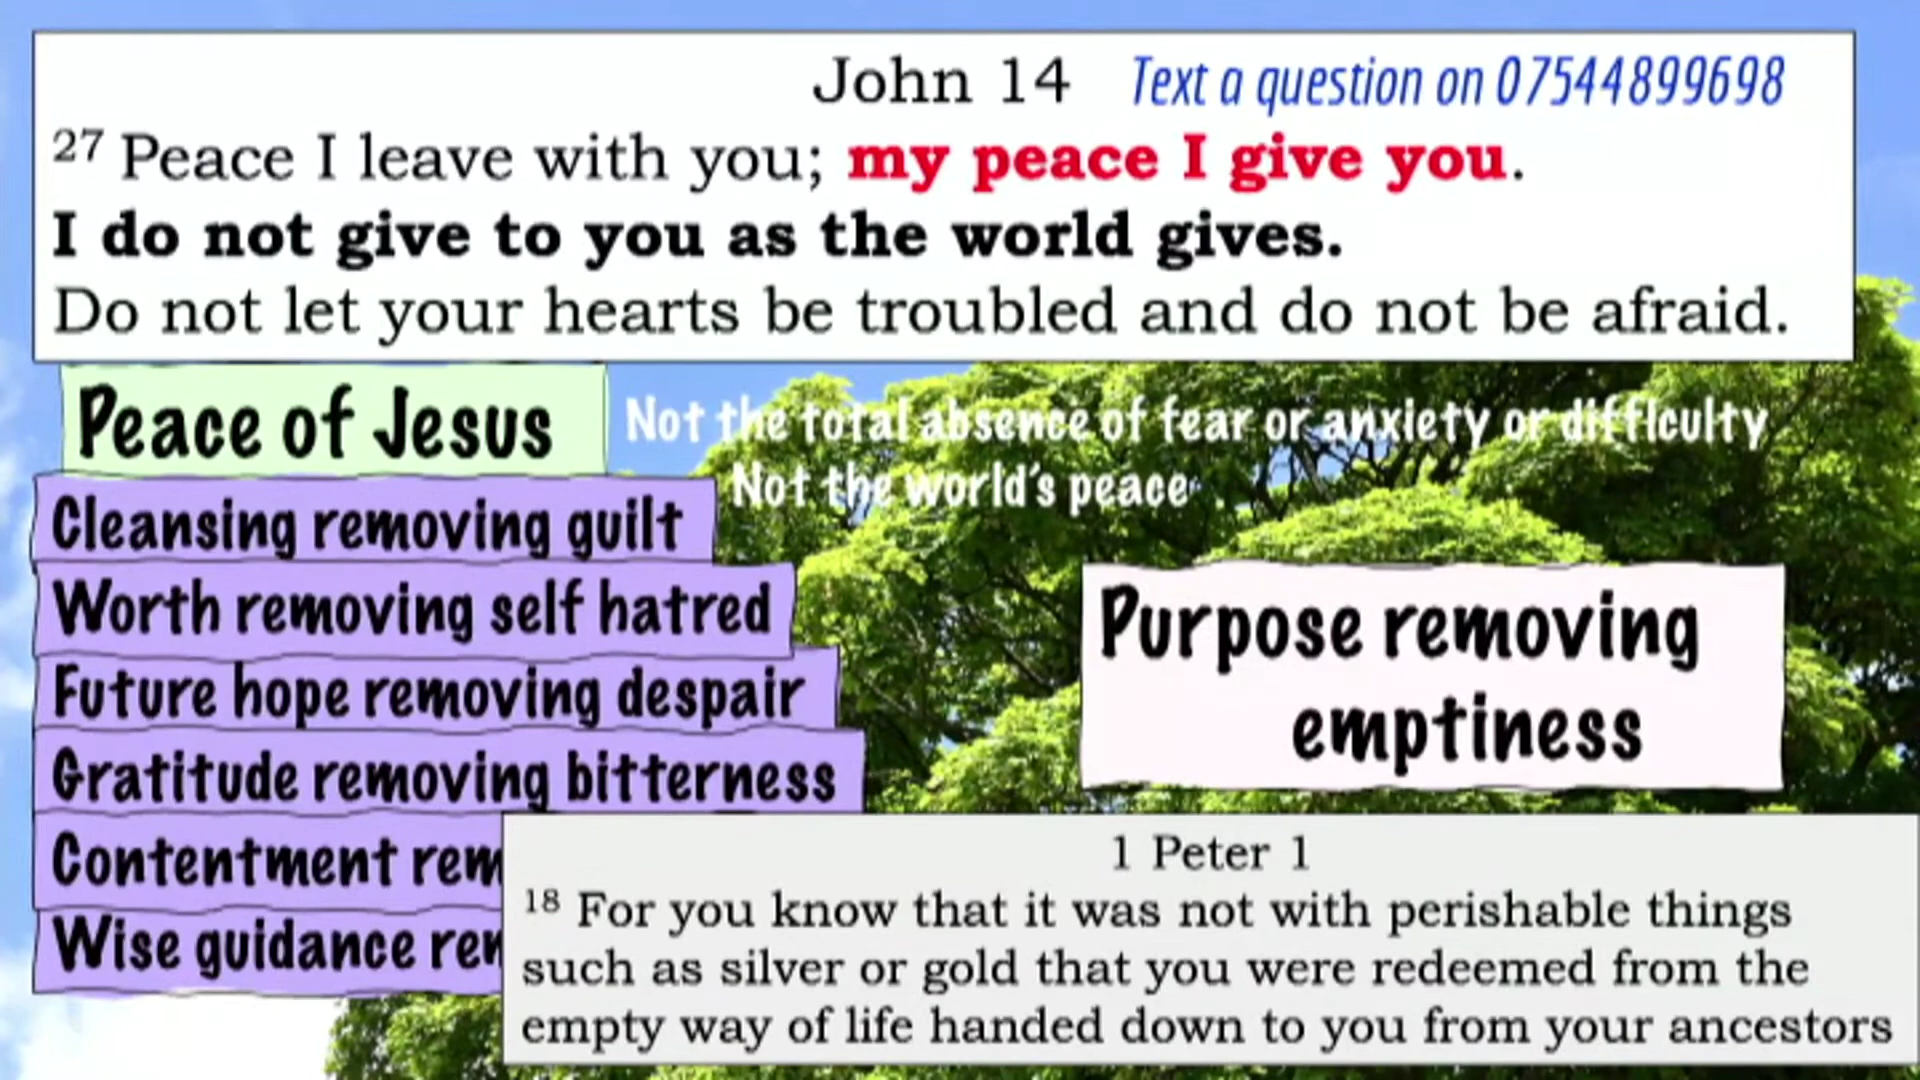 John 14 Text a question on 07544899698
27 Peace I leave with you; my peace I give you.
I do not give to you as the world gives.
Do not let your hearts be troubled and do not be afraid.
Peace of Jesus
Not the total absence of fear or anxiety or difficulty
Not the world's peace
Cleansing removing guilt
Worth removing self hatred
Future hope removing despair
Gratitude removing bitterness
Contentment rem
Wise guidance rem
Purpose removing
emptiness
1 Peter 1
18 For you know that it was not with perishable things
such as silver or gold that you were redeemed from the
empty way of life handed down to you from your ancestors